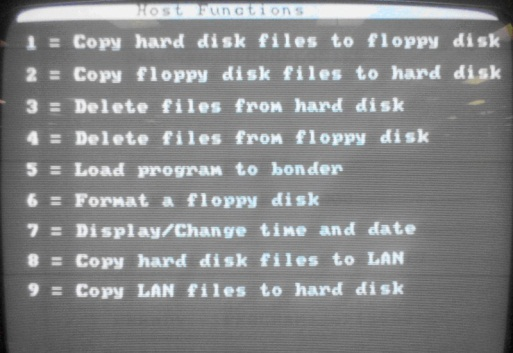 Host Functions
1 = Copy hard disk files to floppy disk
2 = Copy floppy disk files to hard disk
3 = Delete files from hard disk
4 = Delete files from floppy disk
5 = Load program to bonder
6 = Format a floppy disk
7 = Display/Change time and date
8 = Copy hard disk files to LAN
9 = Copy LAN files to hard disk